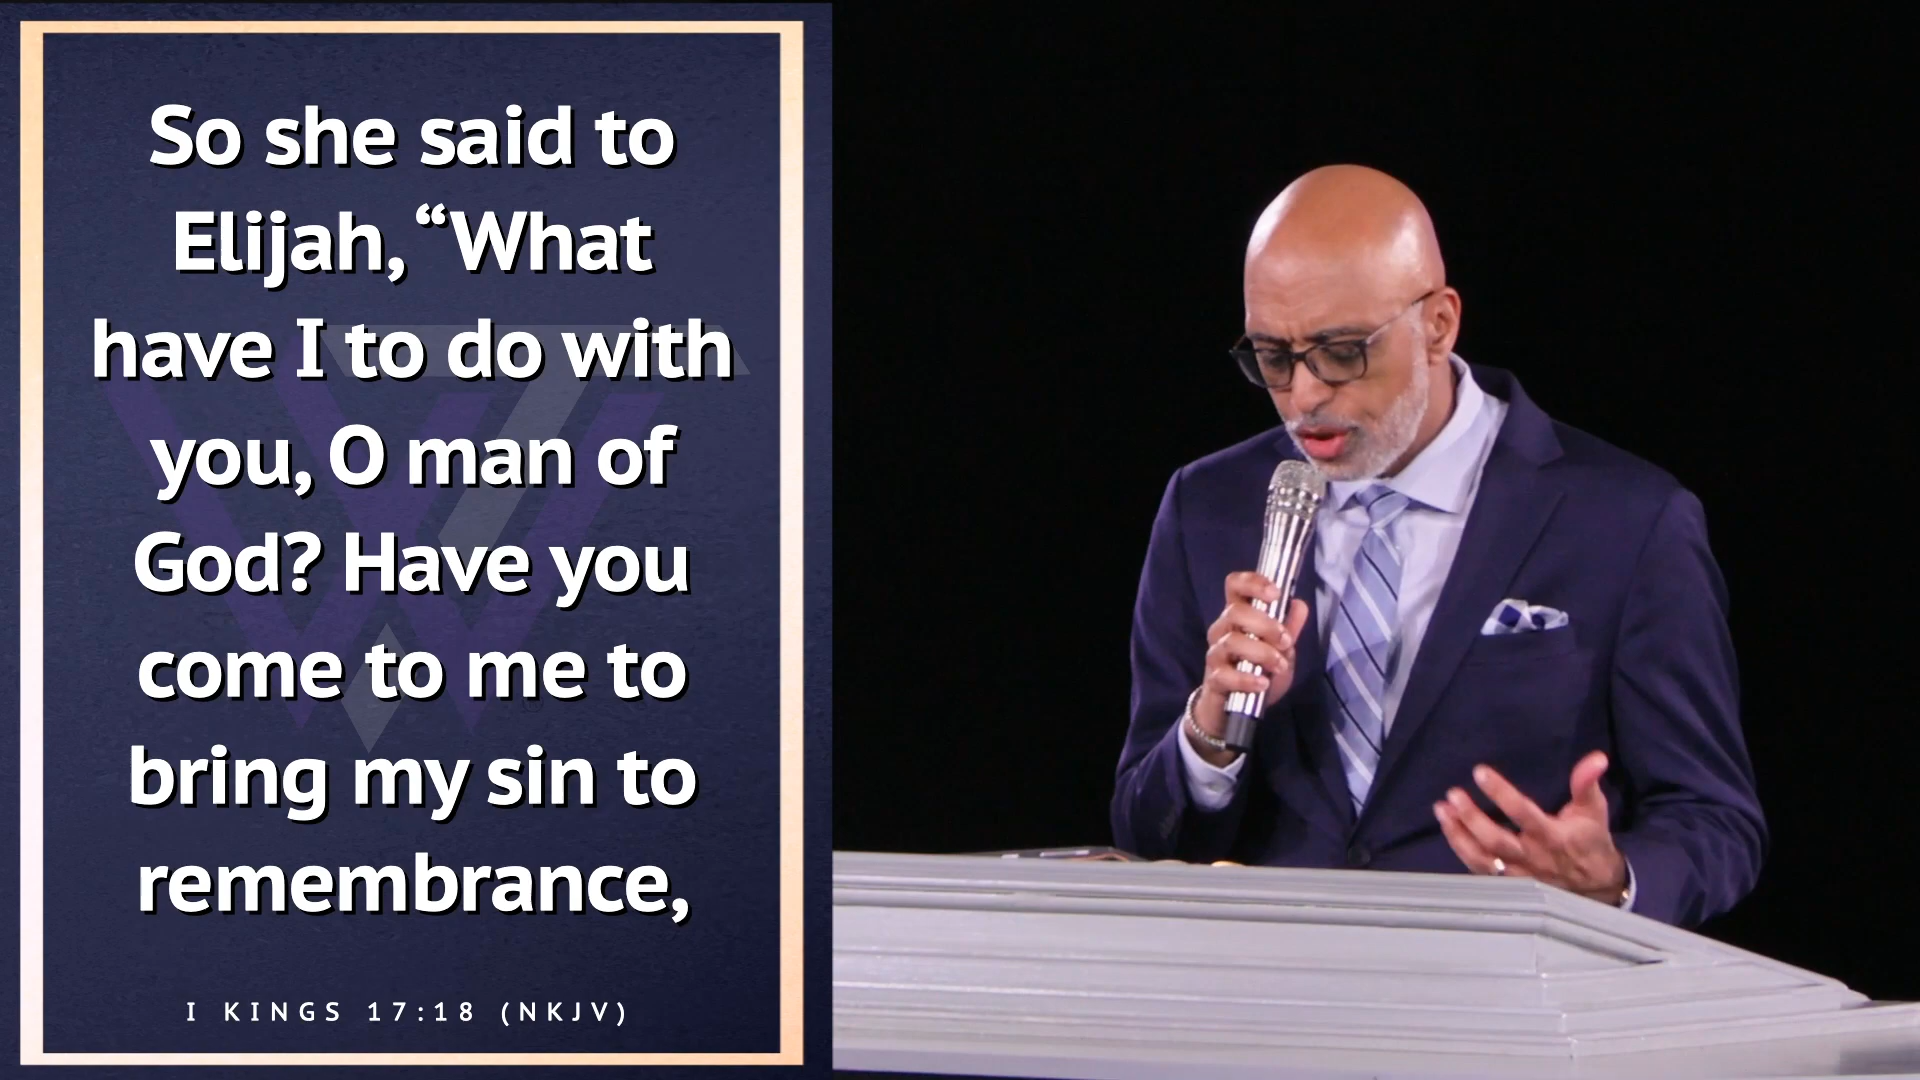 So she said to
Elijah, “What
have I to do with
you, O man of
God? Have you
come to me to
bring my sin to
remembrance,
I KINGS 17:18 (NKJV)